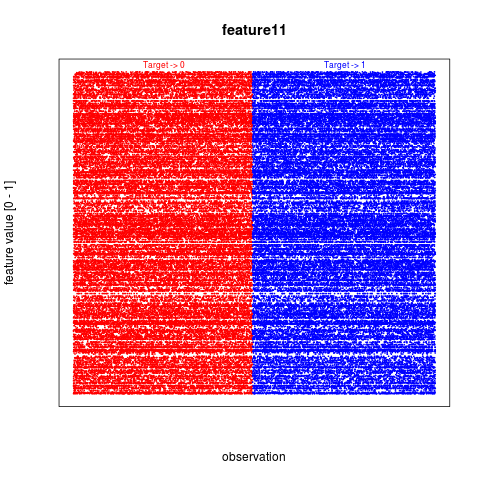 feature11
Target -> 0
Target -> 1
feature value [0 - 1]
observation